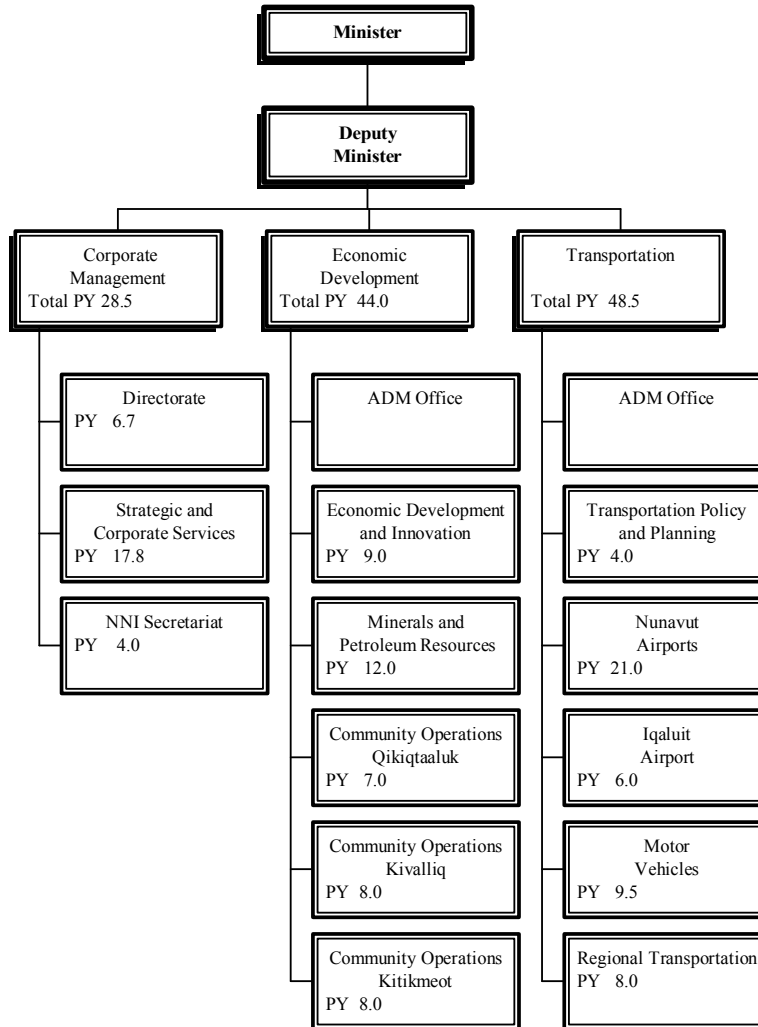 Minister
Deputy
Minister
Corporate
Management
Total PY 28.5
Economic
Development
Total PY 44.0
Transportation
Total PY 48.5
Directorate
PY 6.7
Strategic and
Corporate Services
PY 17.8
NNI Secretariat
PY 4.0
ADM Office
Economic Development
and Innovation
PY 9.0
Minerals and
Petroleum Resources
PY 12.0
Community Operations
Qikiqtaaluk
PY 7.0
Community Operations
Kivalliq
PY 8.0
Community Operations
Kitikmeot
PY 8.0
ADM Office
Transportation Policy
and Planning
PY 4.0
Nunavut
Airports
PY 21.0
Iqaluit
Airport
PY 6.0
Motor
Vehicles
PY 9.5
Regional Transportation
PY 8.0